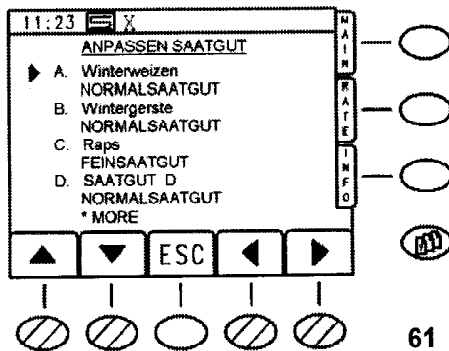 11:23 X
ANPASSEN SAATGUT
A. Winterweizen
NORMALSAATGUT
B. Wintergerste
NORMALSAATGUT
C. Raps
FEINSAATGUT
D. SAATGUT D
NORMALSAATGUT
* MORE
MAIN
RATE
INFO
ESC
61